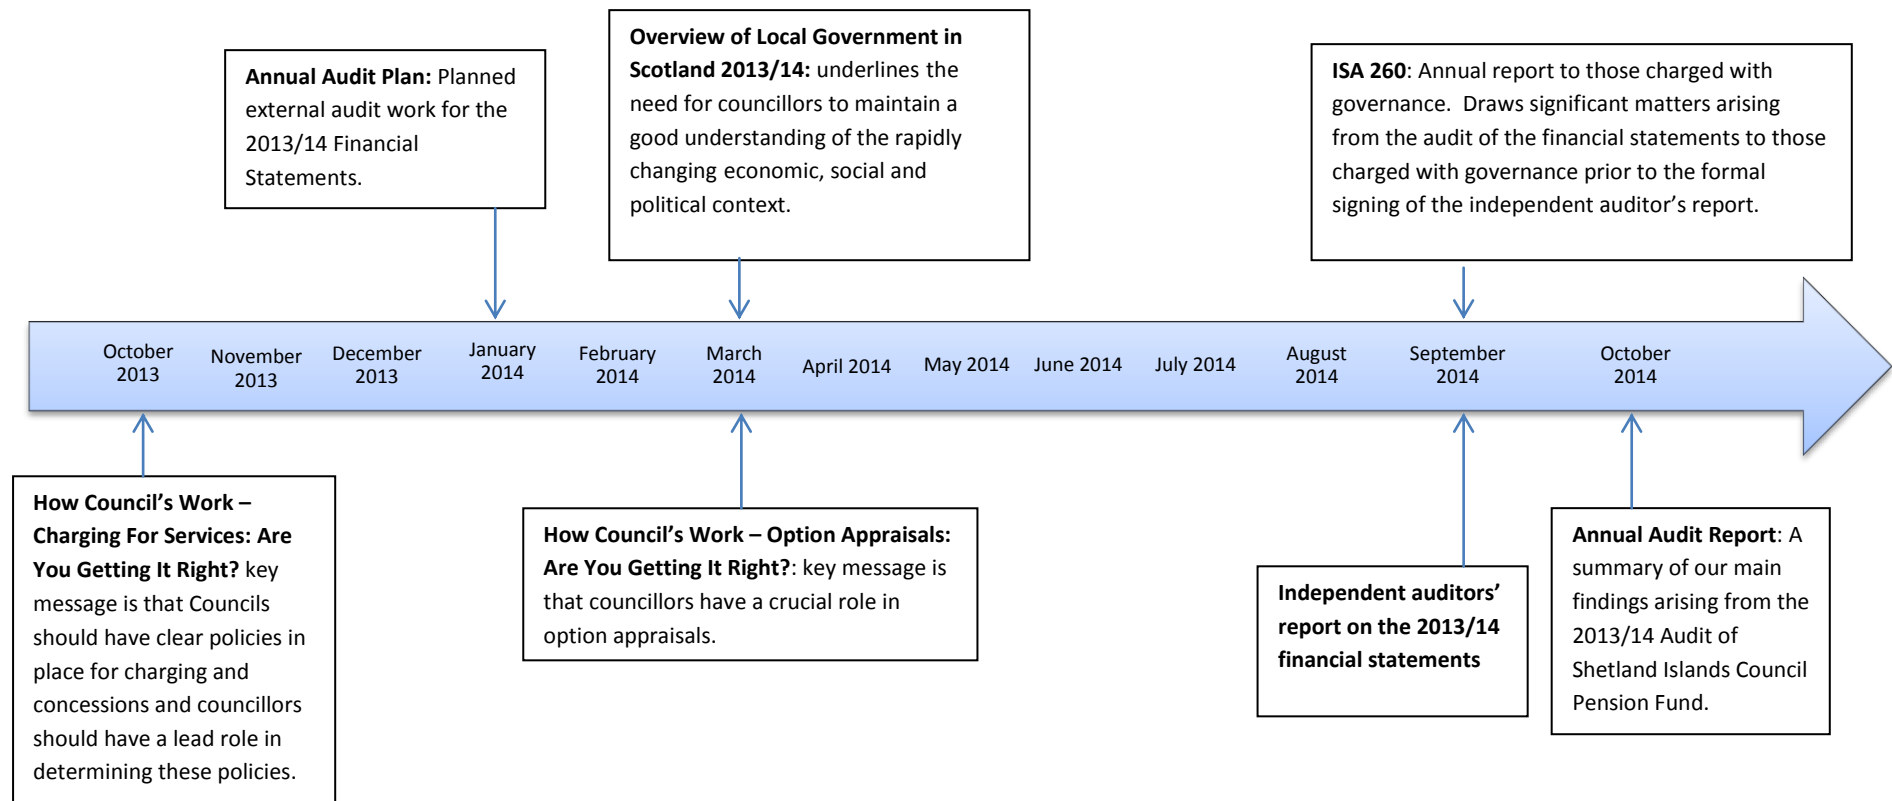 Annual Audit Plan: Planned
external audit work for the
2013/14 Financial
Statements.
Overview of Local Government in
Scotland 2013/14: underlines the
need for councillors to maintain a
good understanding of the rapidly
changing economic, social and
political context.
ISA 260: Annual report to those charged with
governance.  Draws significant matters arising
from the audit of the financial statements to those
charged with governance prior to the formal
signing of the independent auditor’s report.
October
2013
November
2013
December
2013
January
2014
February
2014
March
2014
April 2014
May 2014
June 2014
July 2014
August
2014
September
2014
October
2014
How Council’s Work –
Charging For Services: Are
You Getting It Right? key
message is that Councils
should have clear policies in
place for charging and
concessions and councillors
should have a lead role in
determining these policies.
How Council’s Work – Option Appraisals:
Are You Getting It Right?: key message is
that councillors have a crucial role in
option appraisals.
Independent auditors’
report on the 2013/14
financial statements
Annual Audit Report: A
summary of our main
findings arising from the
2013/14 Audit of
Shetland Islands Council
Pension Fund.